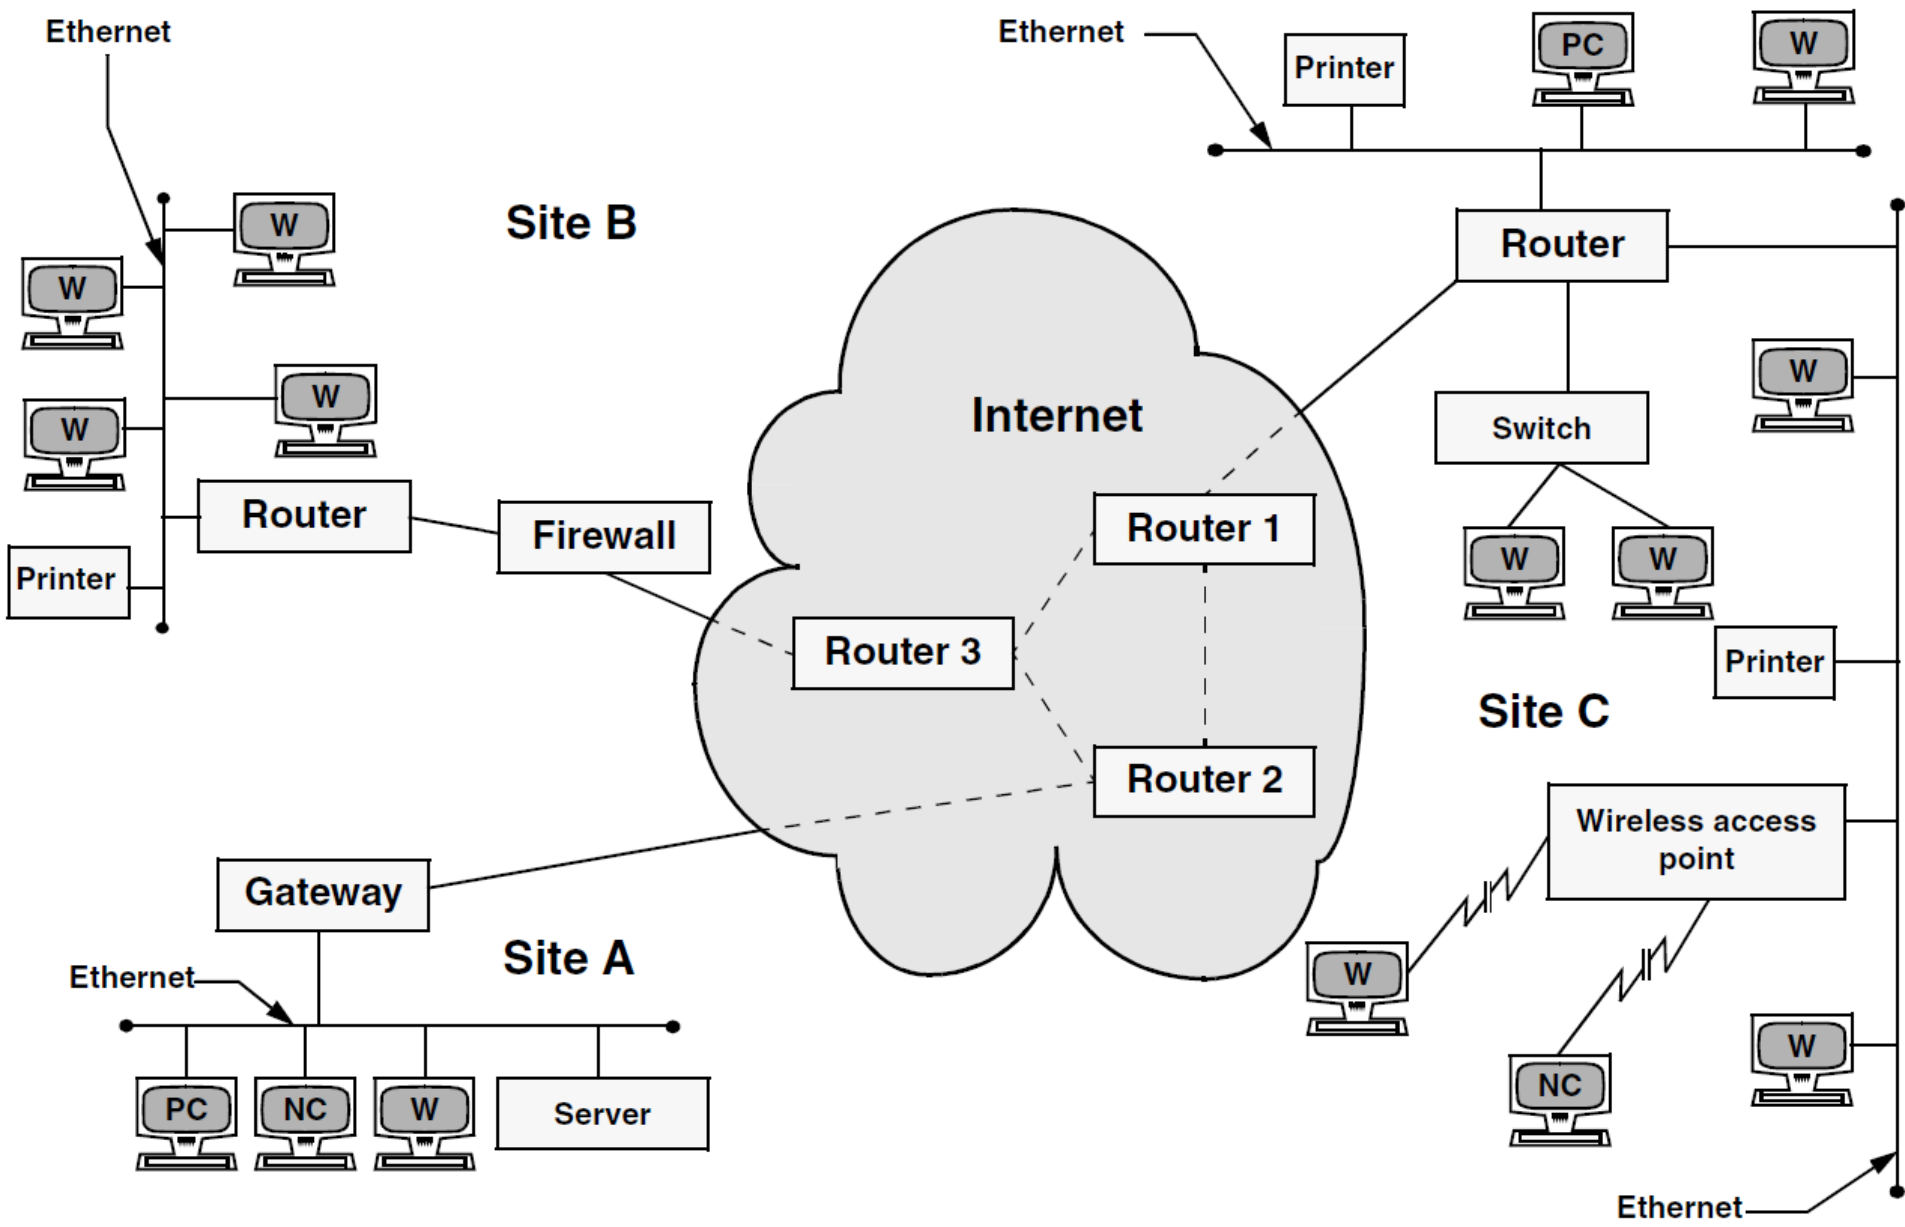 Ethernet
Ethernet
Printer
PC
W
W
Site B
Router
W
W
W
W
Internet
Switch
Router
Firewall
Router 1
W
W
Printer
Router 3
Printer
Site C
Router 2
Wireless access
point
Gateway
Site A
Ethernet
W
W
NC
PC
NC
W
Server
Ethernet